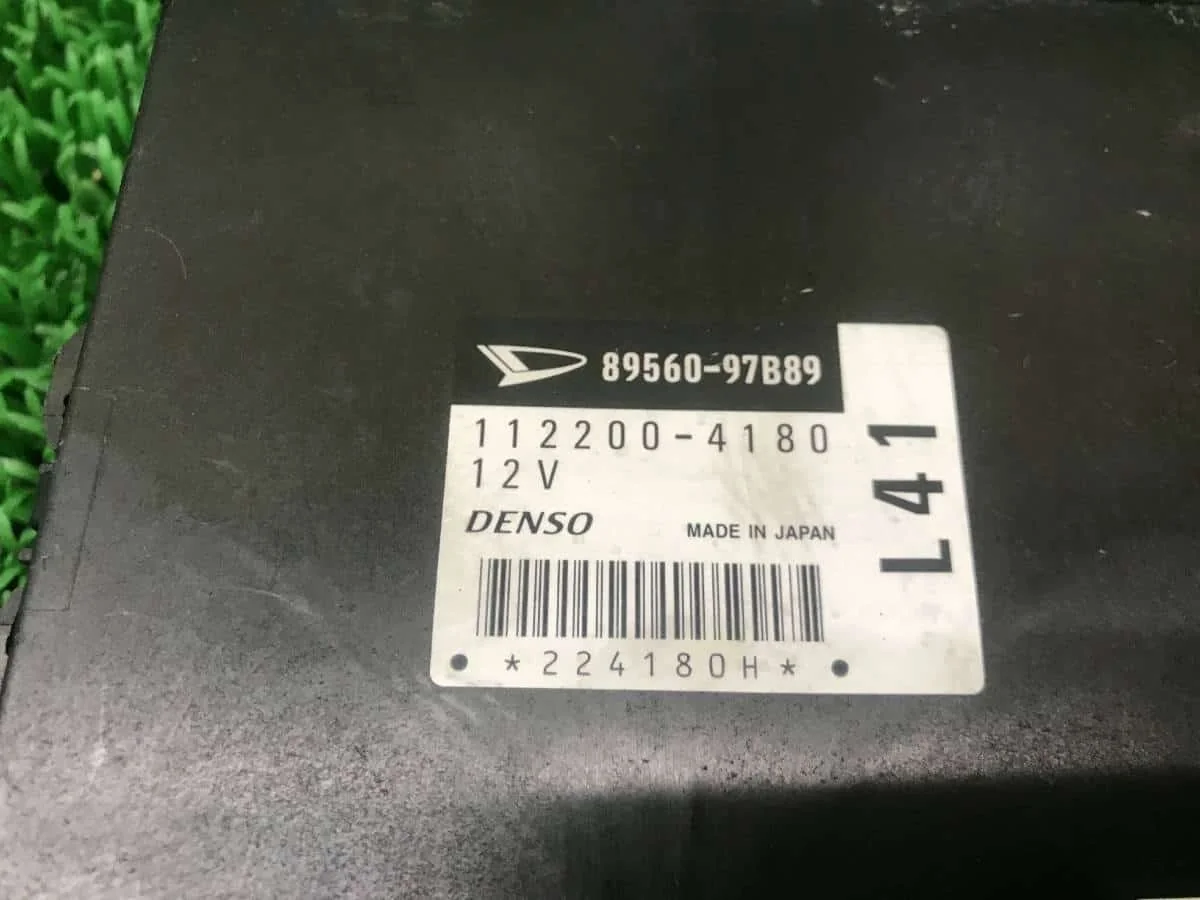 89560-97B89
112200-4180
12V
DENSO MADE IN JAPAN
*224180H*
L41